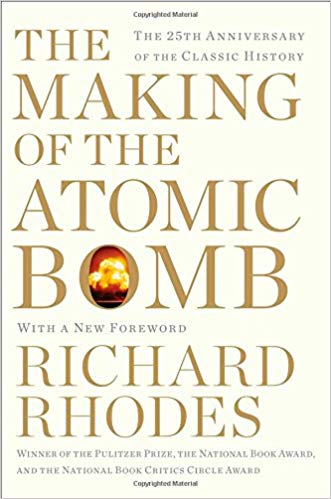 Copyrighted Material
THE
THE 25TH ANNIVERSARY
OF THE CLASSIC HISTORY
MAKING
OF THE
ATOMIC
BOMB
WITH A NEW FOREWORD
RICHARD
RHODES
WINNER OF THE PULITZER PRIZE, THE NATIONAL BOOK AWARD,
AND THE NATIONAL BOOK CRITICS CIRCLE AWARD
Copyrighted Material